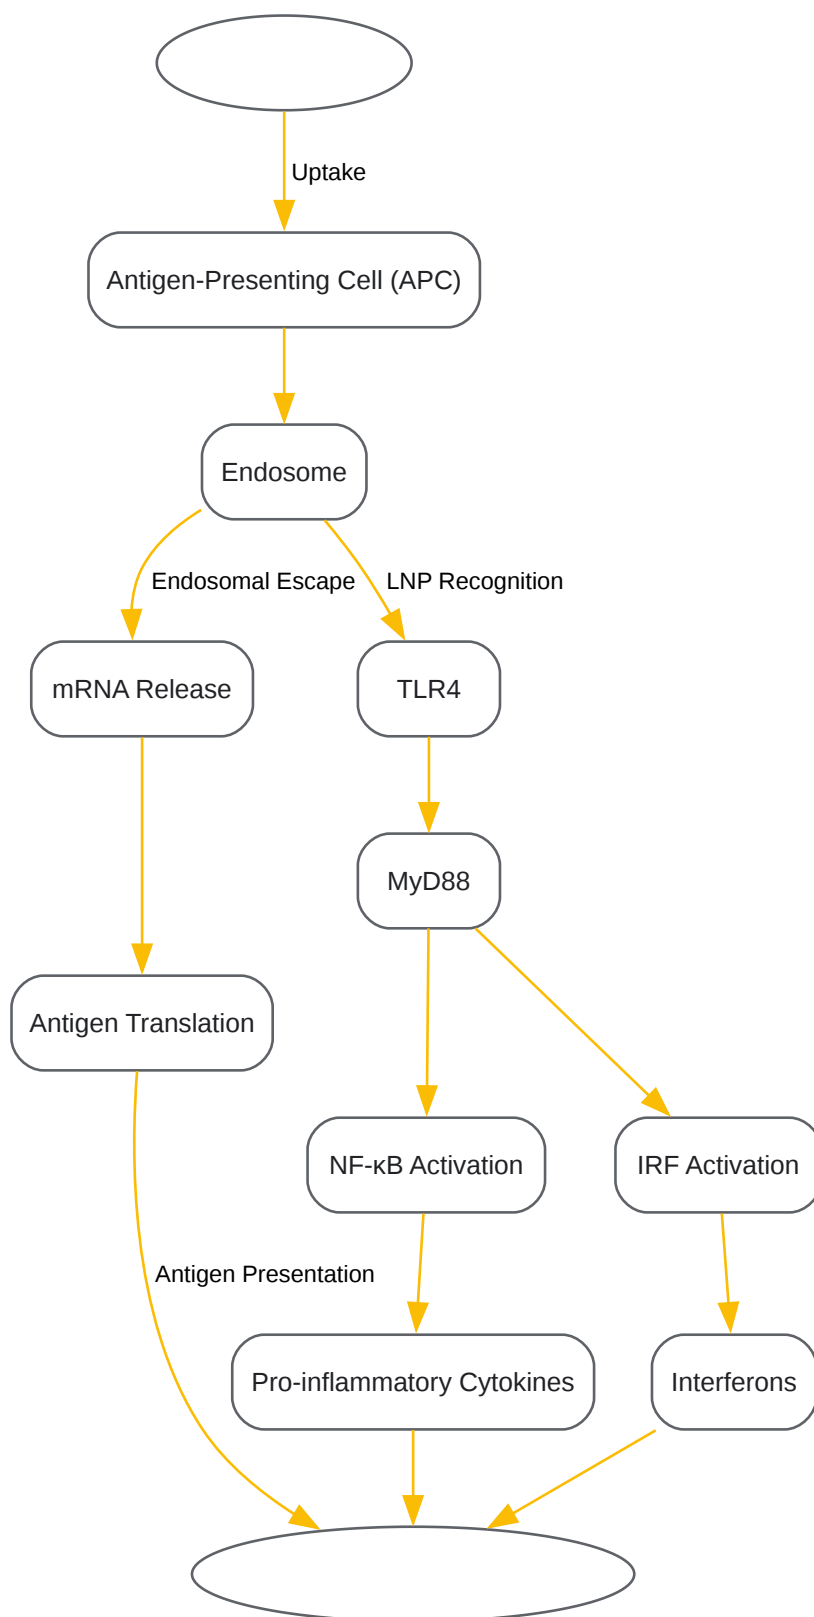 Uptake
Antigen-Presenting Cell (APC)
Endosome
Endosomal Escape
LNP Recognition
mRNA Release
TLR4
MyD88
Antigen Translation
NF-κB Activation
IRF Activation
Antigen Presentation
Pro-inflammatory Cytokines
Interferons